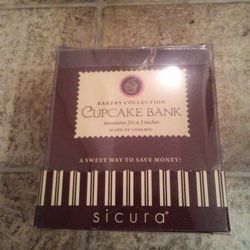 BAKERY COLLECTION
CUPCAKE BANK
measures 2½ x 3 inches
MADE OF CERAMIC
A SWEET WAY TO SAVE MONEY!
sicura®